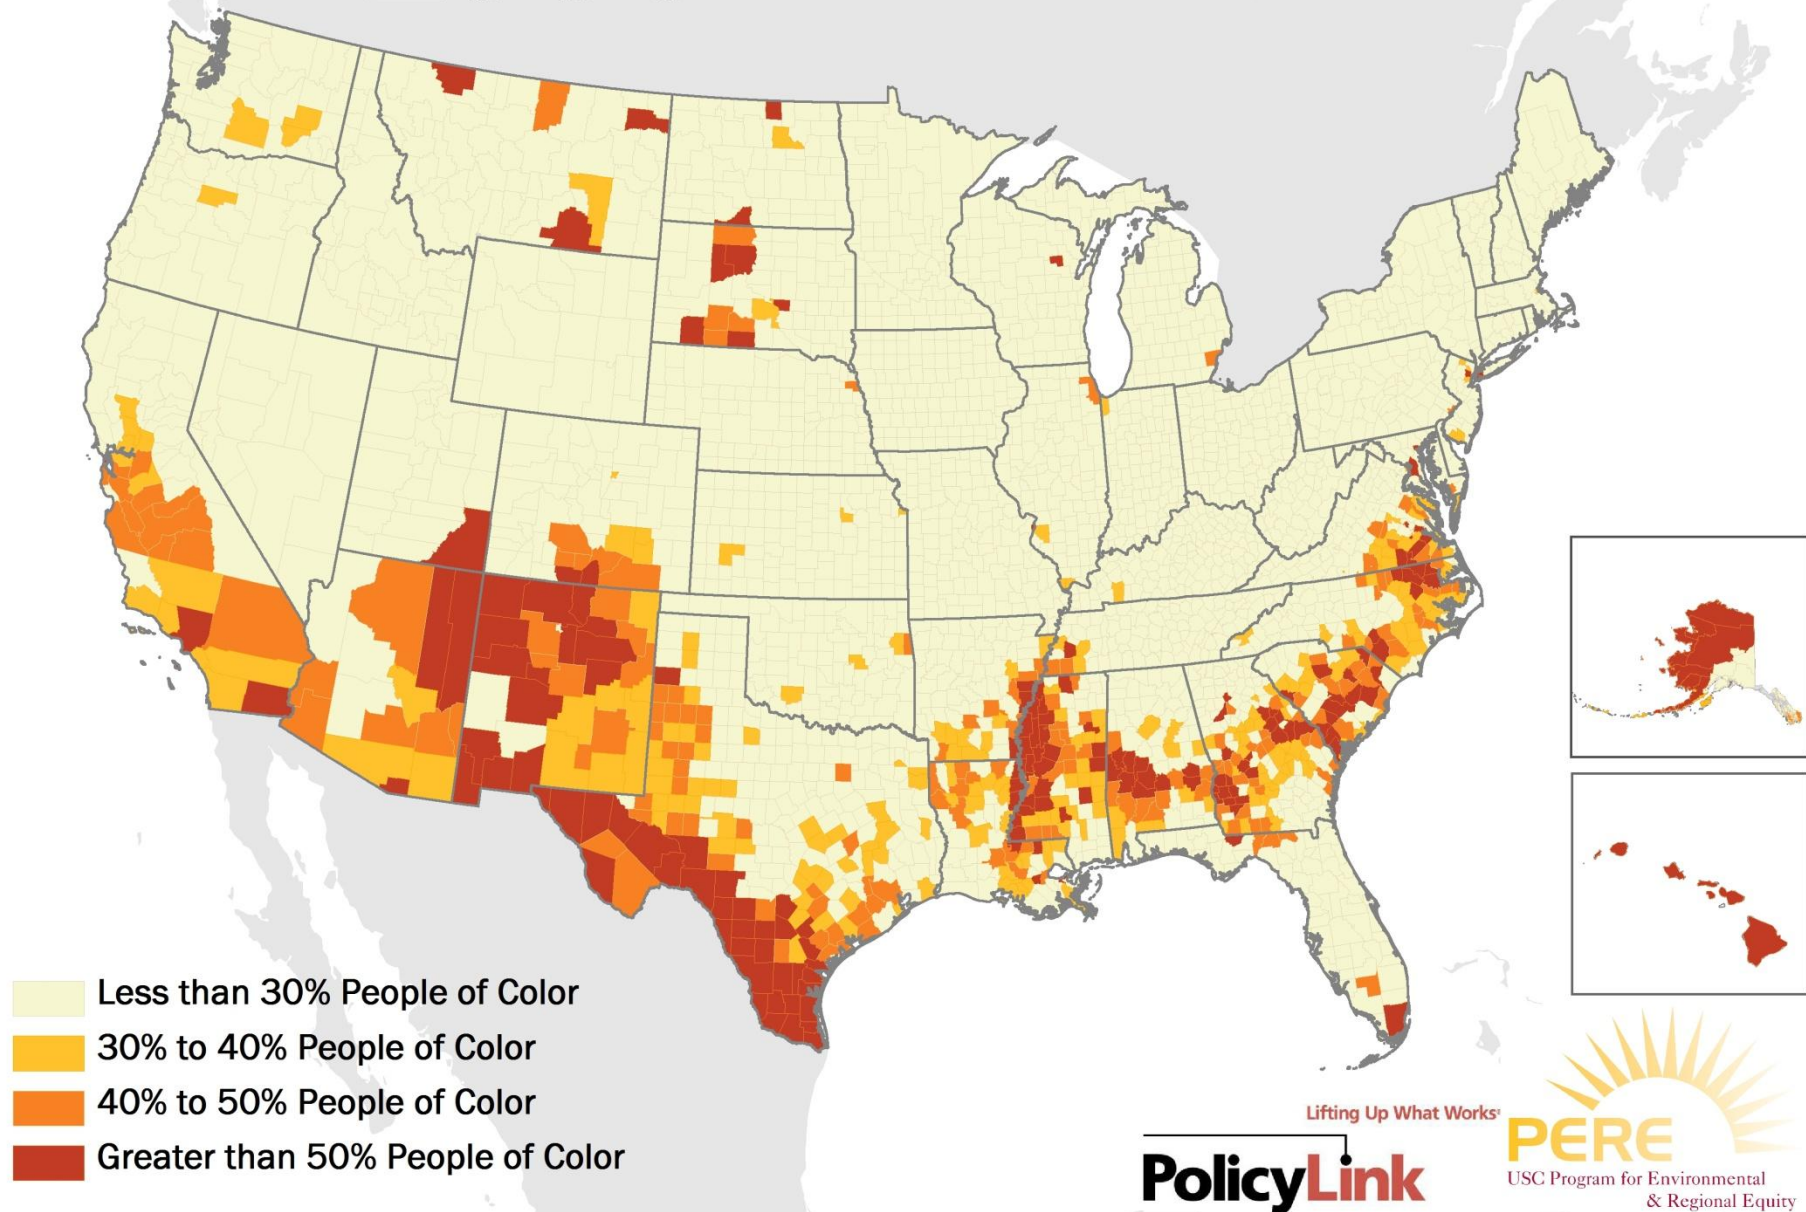 Less than 30% People of Color
30% to 40% People of Color
40% to 50% People of Color
Greater than 50% People of Color
Lifting Up What Works
PolicyLink
PERE
USC Program for Environmental
& Regional Equity